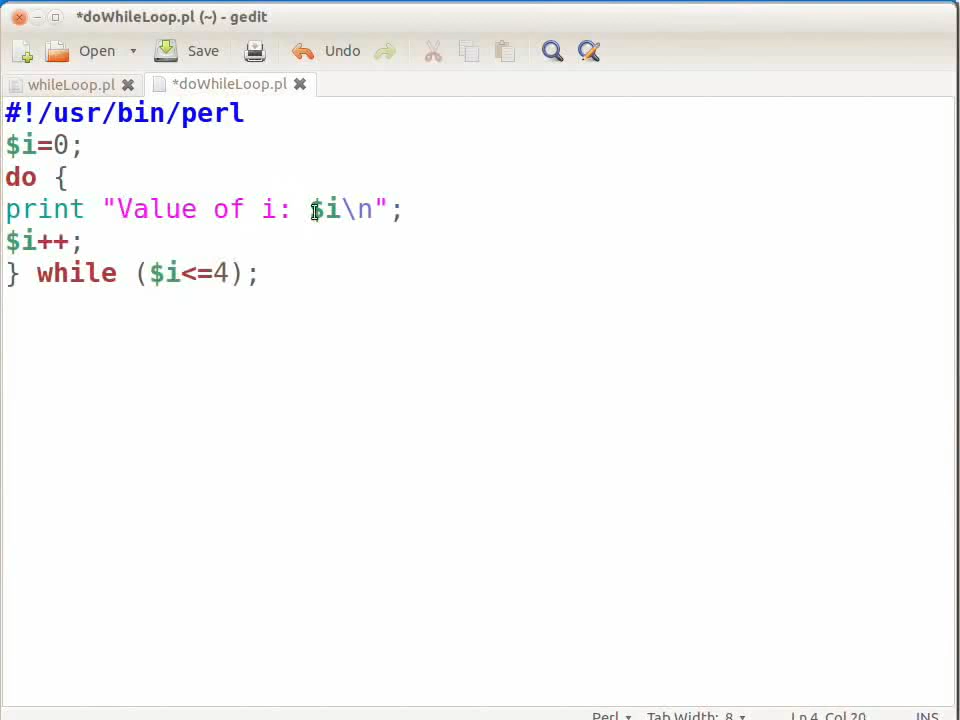 *doWhileLoop.pl (~) - gedit
Open Save Undo
whileLoop.pl *doWhileLoop.pl
#!/usr/bin/perl
$i=0;
do {
print "Value of i: $i\n";
$i++;
} while ($i<=4);
Perl Tab Width: 8 Ln 4, Col 20 INS